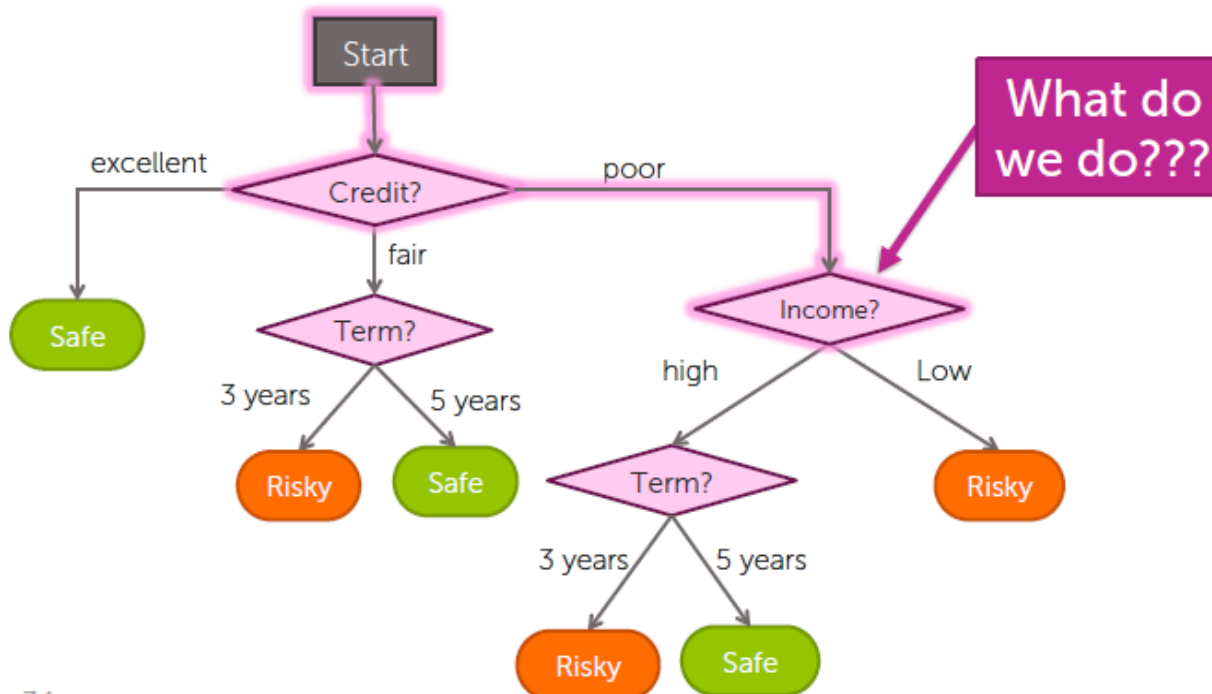 Start
What do
we do???
excellent
Credit?
poor
fair
Safe
Term?
Income?
3 years
5 years
high
Low
Risky
Safe
Term?
Risky
3 years
5 years
Risky
Safe